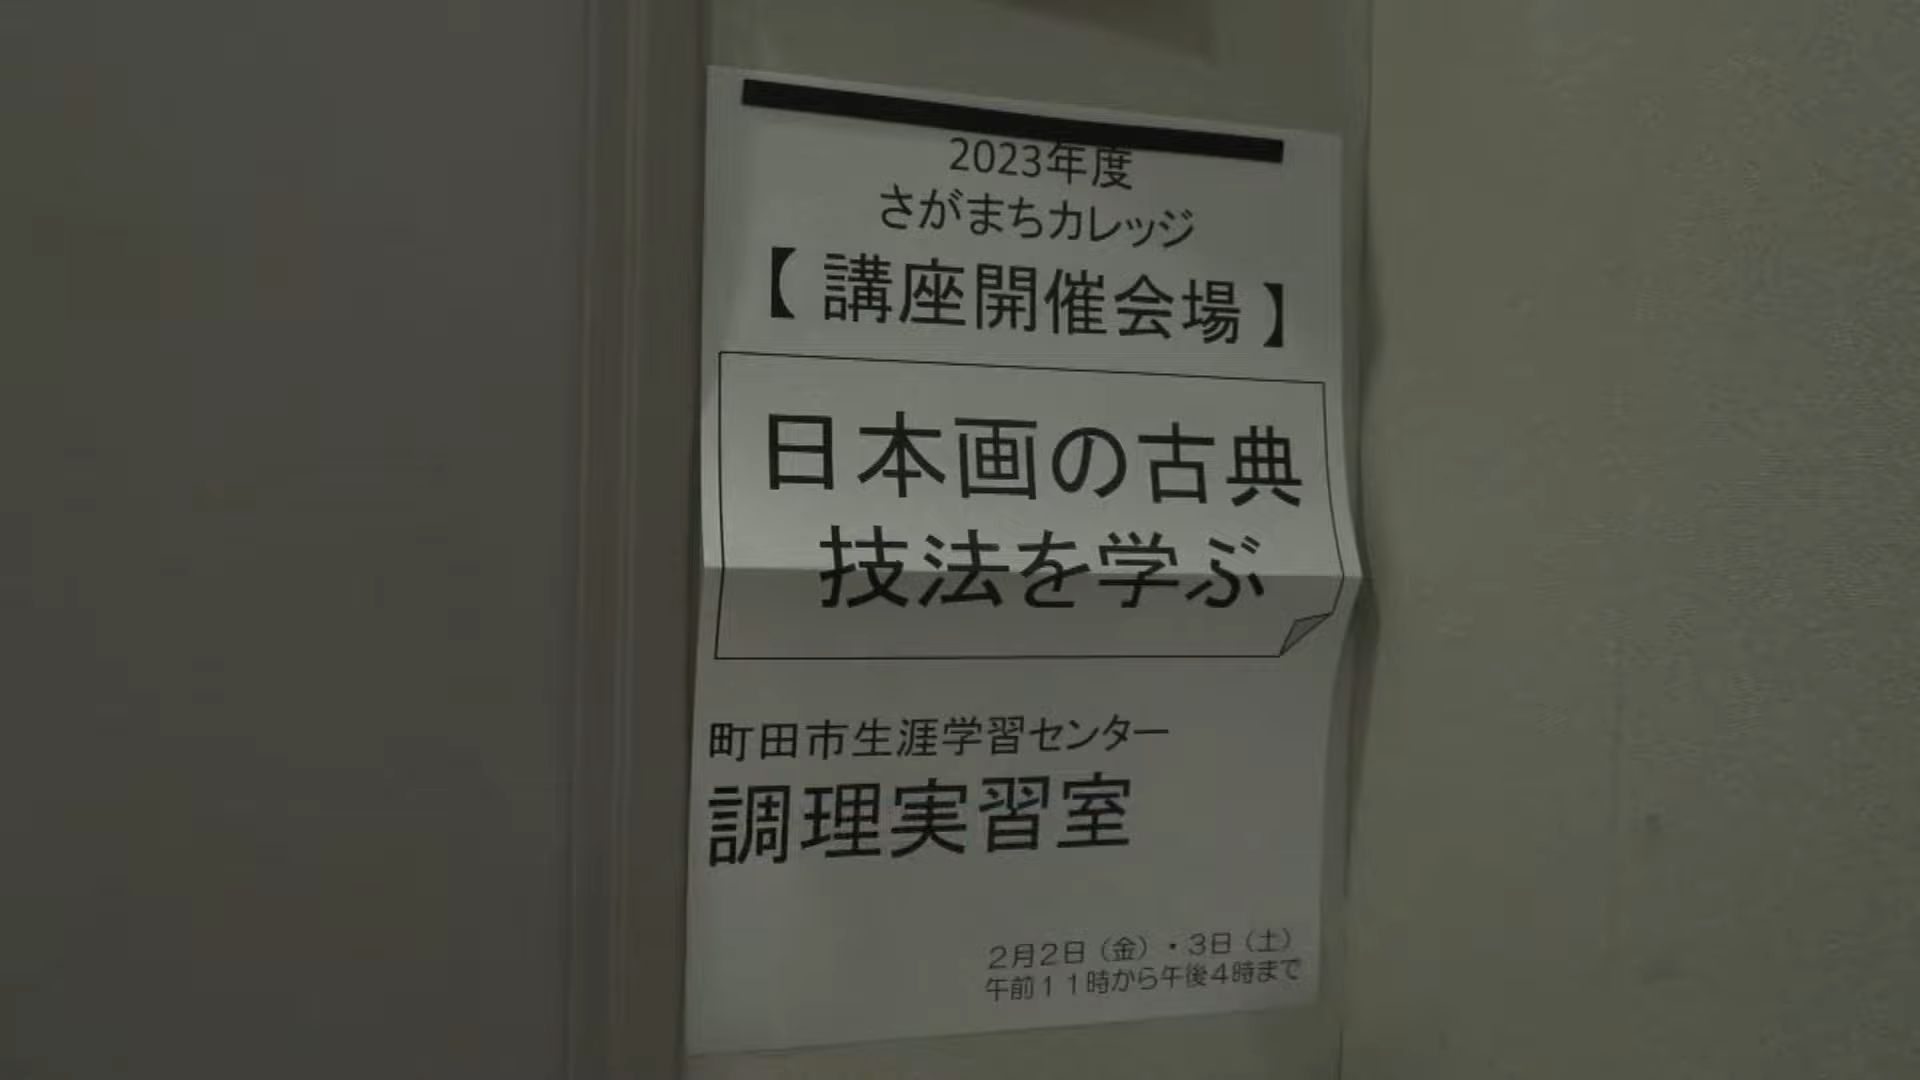 2023年度
さがまちカレッジ
【 講座開催会場 】
日本画の古典
技法を学ぶ
町田市生涯学習センター
調理実習室
２月２日（金）・３日（土）
午前１１時から午後４時まで